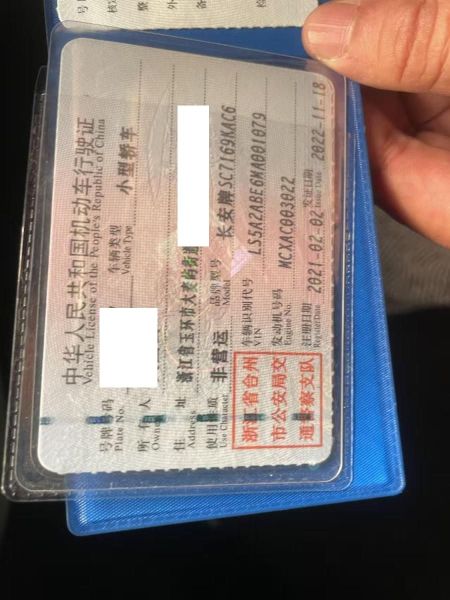 中华人民共和国机动车行驶证
Vehicle License of the People's Republic of China
号牌号码
Plate No.
车辆类型 小型轿车
Vehicle Type
所有人
Owner
住址 浙江省玉环市大麦屿街道
Address
使用性质 非营运
Use Character
品牌型号 长安牌SC7169KAC6
Model
浙江省台州
市公安局交
通警察支队
车辆识别代号 LS5A2ABE6MA001079
VIN
发动机号码 MCXAC003022
Engine No.
注册日期 2021-02-02
Register Date
发证日期 2022-11-18
Issue Date